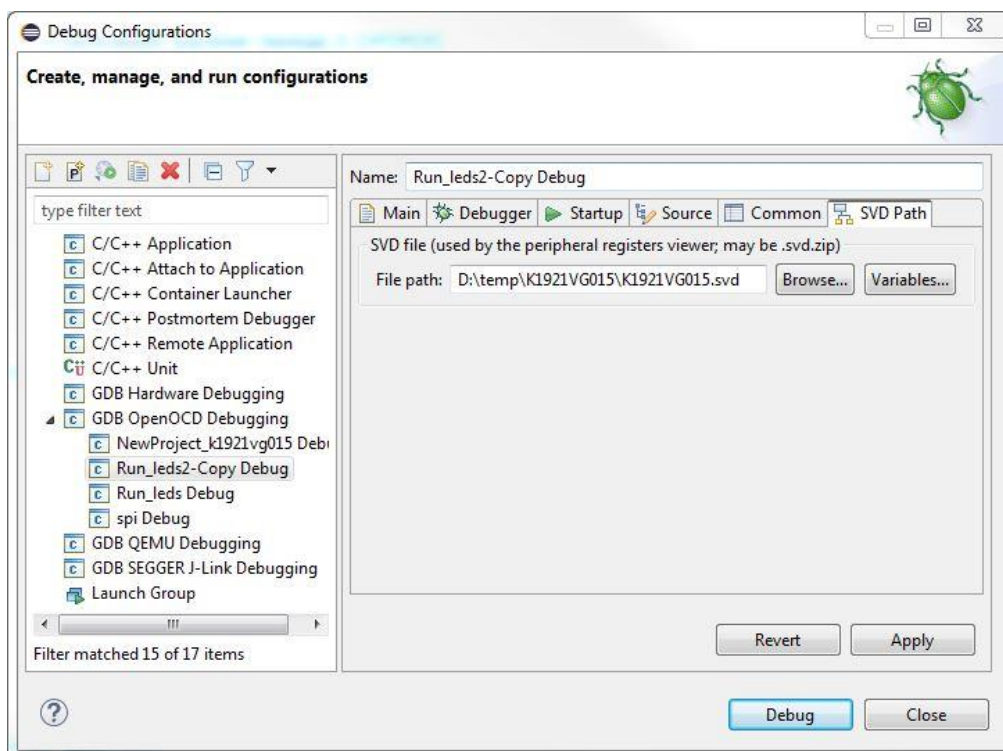 Debug Configurations
Create, manage, and run configurations
type filter text
C/C++ Application
C/C++ Attach to Application
C/C++ Container Launcher
C/C++ Postmortem Debugger
C/C++ Remote Application
C/C++ Unit
GDB Hardware Debugging
GDB OpenOCD Debugging
NewProject_k1921vg015 Debu
Run_leds2-Copy Debug
Run_leds Debug
spi Debug
GDB QEMU Debugging
GDB SEGGER J-Link Debugging
Launch Group
Filter matched 15 of 17 items
Name: Run_leds2-Copy Debug
Main Debugger Startup Source Common SVD Path
SVD file (used by the peripheral registers viewer; may be .svd.zip)
File path: D:\temp\K1921VG015\K1921VG015.svd Browse... Variables...
Revert Apply
Debug Close